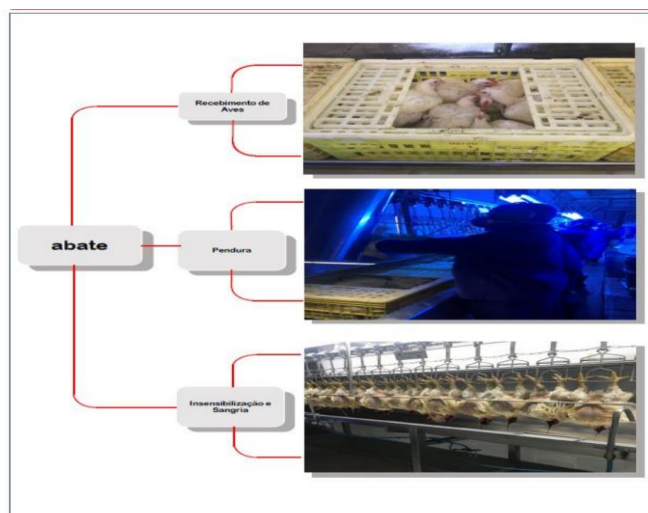 Recebimento de
Aves
abate
Pendura
Insensibilização e
Sangria